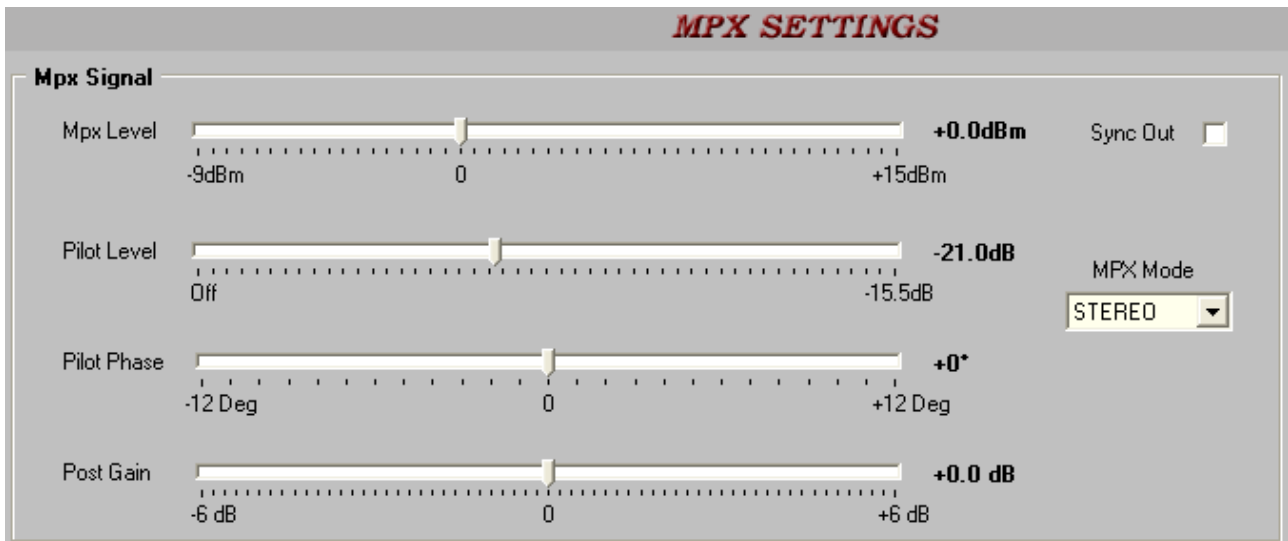 MPX SETTINGS
Mpx Signal
Mpx Level +0.0dBm Sync Out
-9dBm 0 +15dBm
Pilot Level -21.0dB
MPX Mode
Off -15.5dB
STEREO
Pilot Phase +0°
-12 Deg 0 +12 Deg
Post Gain +0.0 dB
-6 dB 0 +6 dB